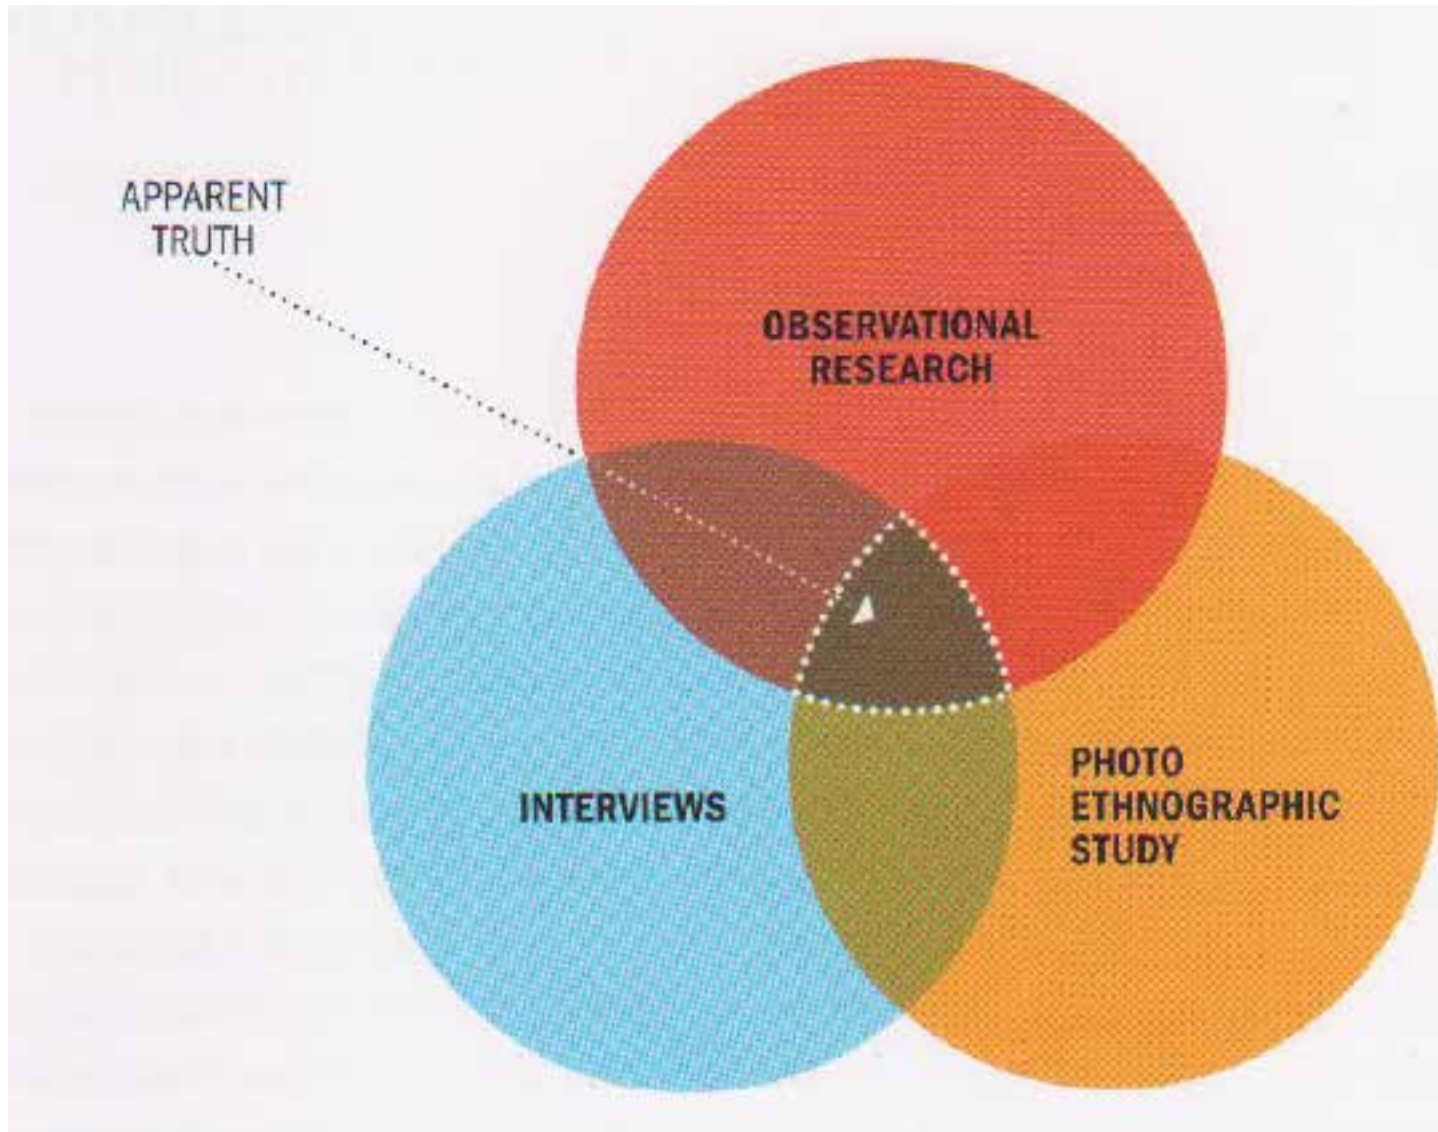 APPARENT
TRUTH
OBSERVATIONAL
RESEARCH
INTERVIEWS
PHOTO
ETHNOGRAPHIC
STUDY